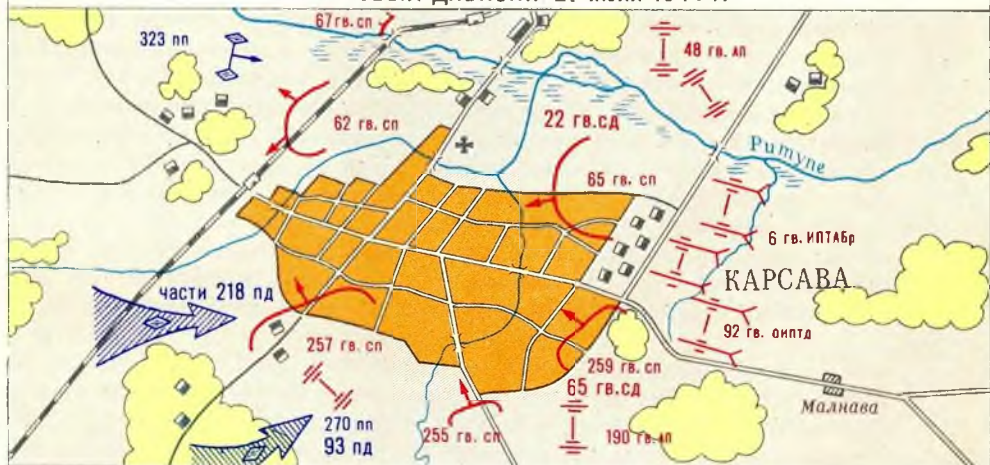 67 гв. сп
323 пп
48 гв. ап
62 гв. сп
22 гв. сд
Ритупе
65 гв. сп
6 гв. ИПТАБр
КАРСАВА
части 218 пд
92 гв. оиптд
257 гв. сп
259 гв. сп
65 гв. сд
Малнава
270 пп
93 пд
255 гв. сп
190 гв. ап